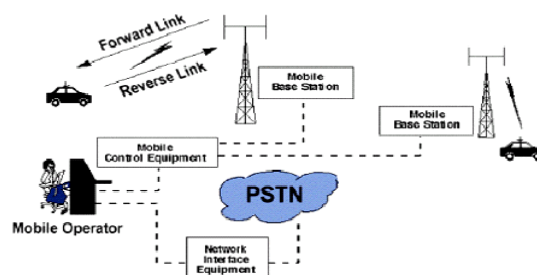 Forward Link
Reverse Link
Mobile
Base Station
Mobile
Base Station
Mobile
Control Equipment
PSTN
Mobile Operator
Network
Interface
Equipment